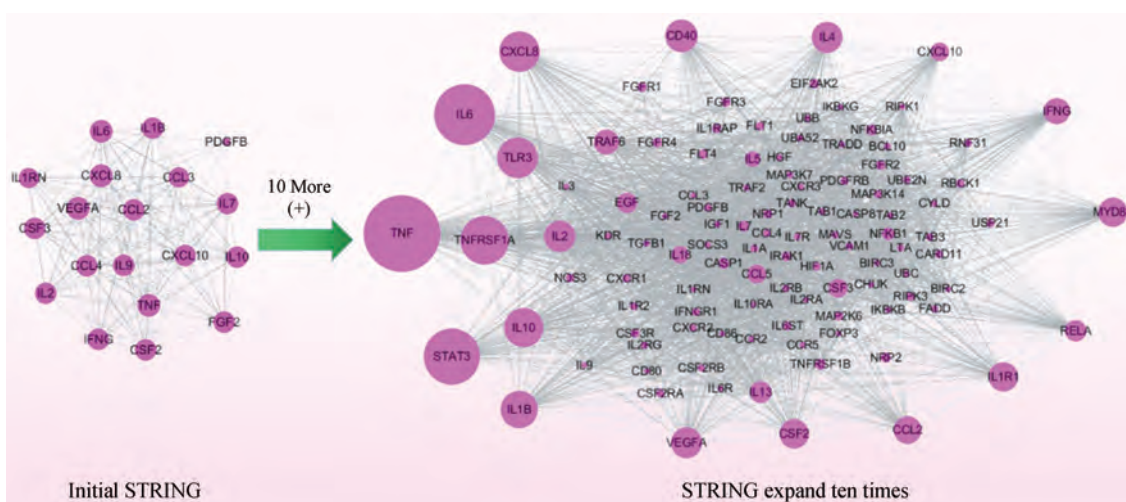 IL6
IL1B
PDGFB
IL1RN
CXCL8
CCL3
VEGFA
CCL2
IL7
CSF3
CCL4
IL9
CXCL10
IL10
IL2
TNF
FGF2
IFNG
CSF2
Initial STRING
10 More
(+)
CXCL8
CD40
IL4
CXCL10
IL6
FGFR1
EIF2AK2
IFNG
FGFR3
IKBKG
RIPK1
TLR3
TRAF6
FGFR4
IL1RAP
FLT1
UBB
UBA52
NFKBIA
TRADD
BCL10
RNF31
FLT4
IL5
HGF
FGFR2
IL3
MAP3K7
PDGFRB
UBE2N
RBCK1
EGF
CCL3
TRAF2
CXCR3
MAP3K14
CYLD
MYD8
TNF
TNFRSF1A
IL2
FGF2
PDGFB
NRP1
TANK
TAB1
CASP8
TAB2
USP21
KDR
TGFB1
IGF1
IL7
CCL4
IL7R
MAVS
NFKB1
TAB3
SOCS3
IL1A
VCAM1
LTA
CARD11
IL18
CASP1
IRAK1
HIF1A
BIRC3
NOS3
CXCR1
CCL5
UBC
IL1RN
IL2RB
CSF3
CHUK
BIRC2
IL1R2
IL10RA
IL2RA
RIPK3
IL10
IFNGR1
MAP2K6
IKBKB
FADD
CSF3R
CXCR2
CD86
IL6ST
FOXP3
RELA
IL2RG
CCR2
CCR5
STAT3
IL9
CD80
CSF2RB
TNFRSF1B
NRP2
IL1R1
CSF2RA
IL6R
IL13
IL1B
VEGFA
CSF2
CCL2
STRING expand ten times